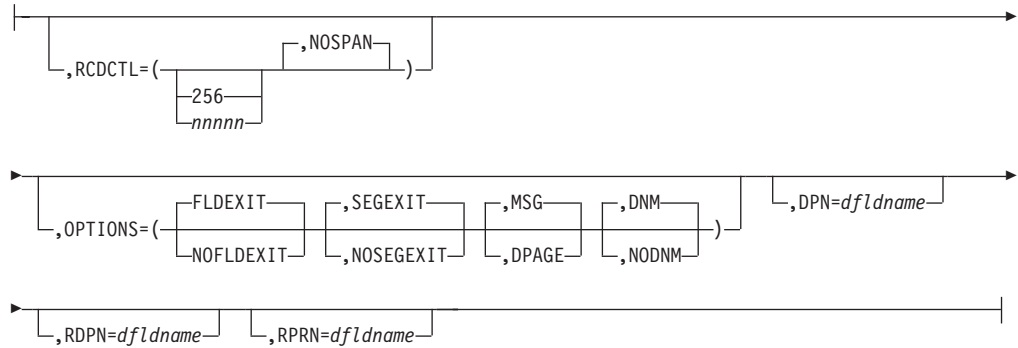 ,NOSPAN
,RCDCTL=( )
256
nnnnn
FLDEXIT ,SEGEXIT ,MSG ,DNM ,DPN=dfldname
,OPTIONS=( )
NOFLDEXIT ,NOSEGEXIT ,DPAGE ,NODNM
,RDPN=dfldname ,RPRN=dfldname